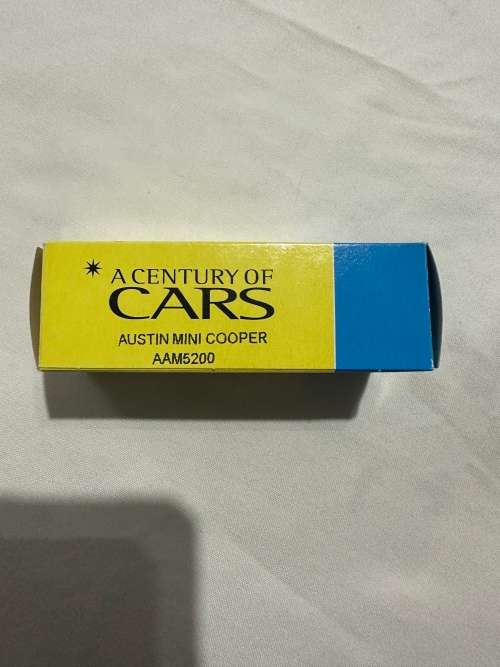 A CENTURY OF
CARS
AUSTIN MINI COOPER
AAM5200